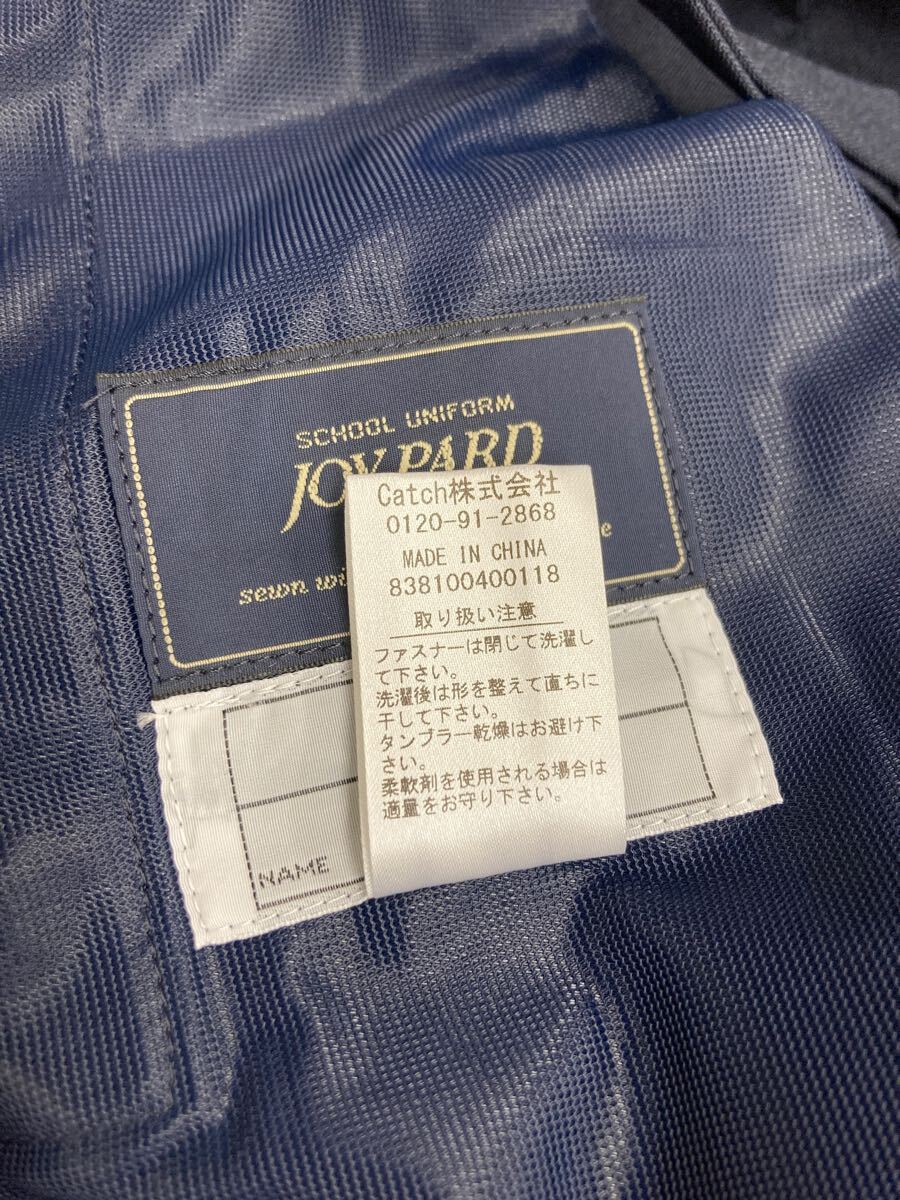 SCHOOL UNIFORM
JOY PARD
sewn
Catch株式会社
0120-91-2868
MADE IN CHINA
838100400118
取り扱い注意
ファスナーは閉じて洗濯し
て下さい。
洗濯後は形を整えて直ちに
干して下さい。
タンブラー乾燥はお避け下
さい。
柔軟剤を使用される場合は
適量をお守り下さい。
NAME